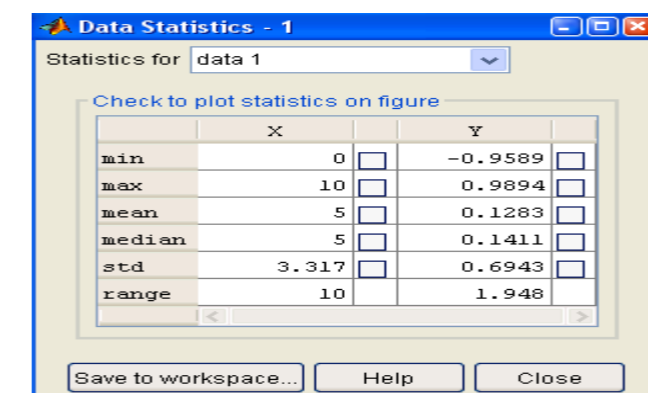 Data Statistics - 1
Statistics for data 1
Check to plot statistics on figure
X Y
min 0 -0.9589
max 10 0.9894
mean 5 0.1283
median 5 0.1411
std 3.317 0.6943
range 10 1.948
Save to workspace... Help Close